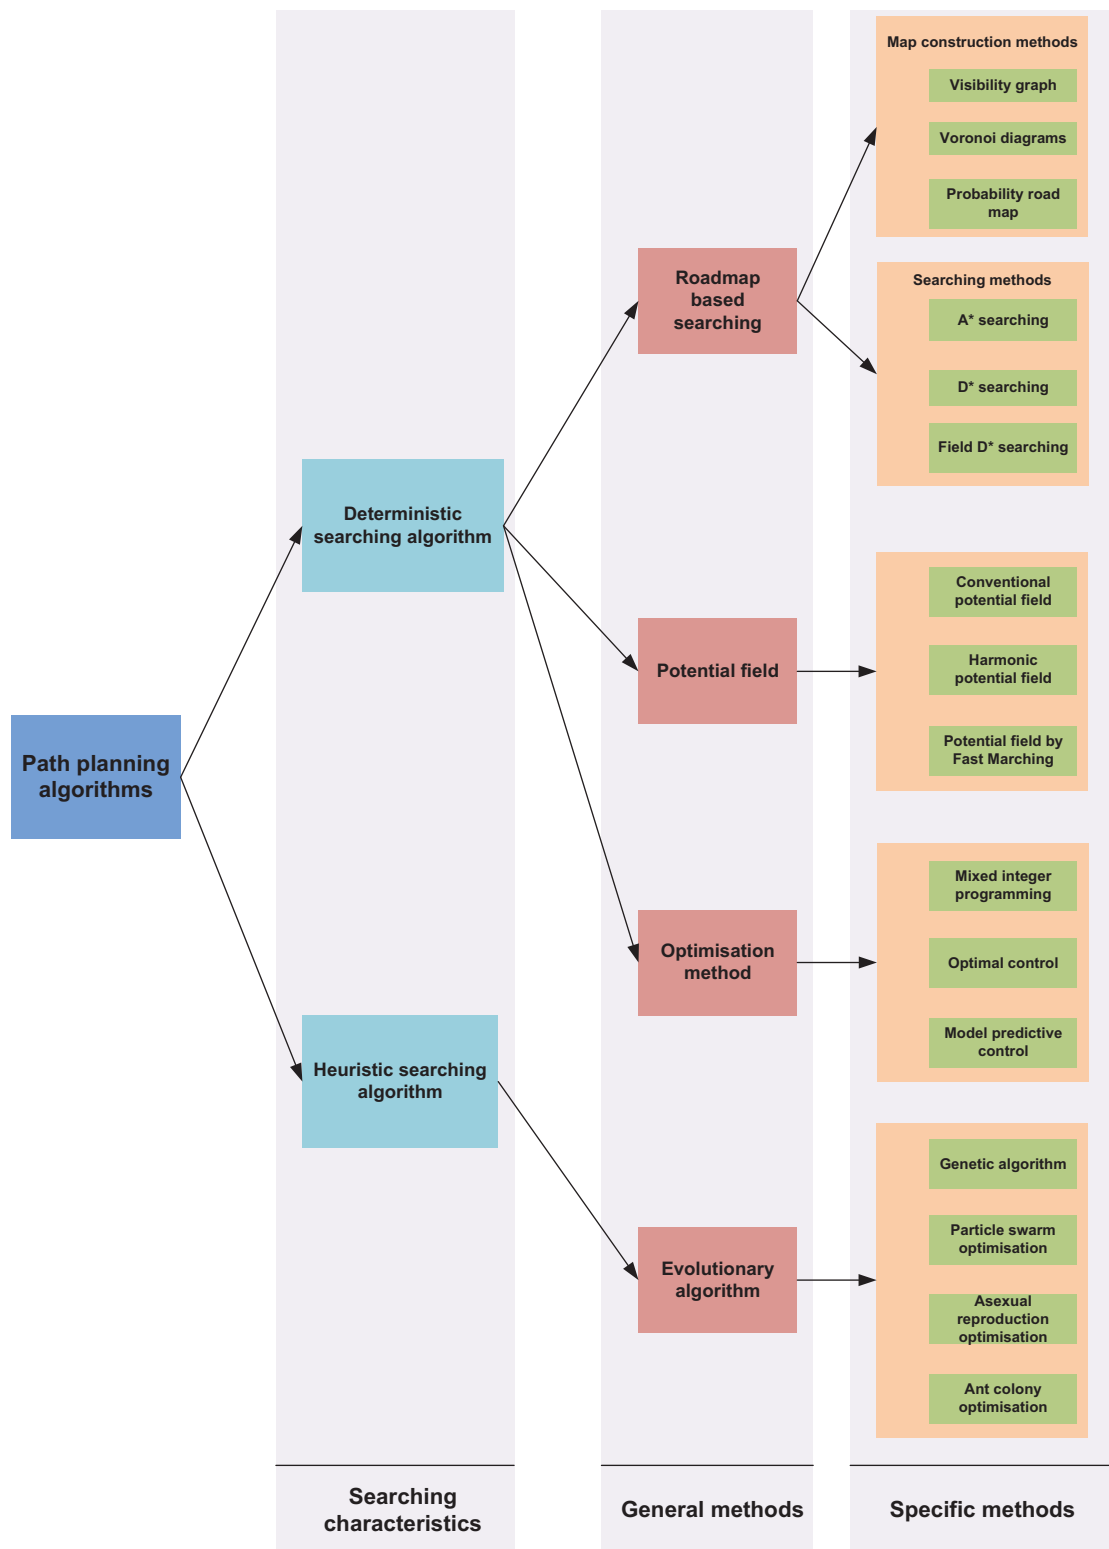 Path planning
algorithms
Deterministic
searching algorithm
Heuristic searching
algorithm
Searching
characteristics
Roadmap
based
searching
Potential field
Optimisation
method
Evolutionary
algorithm
General methods
Map construction methods
Visibility graph
Voronoi diagrams
Probability road
map
Searching methods
A* searching
D* searching
Field D* searching
Conventional
potential field
Harmonic
potential field
Potential field by
Fast Marching
Mixed integer
programming
Optimal control
Model predictive
control
Genetic algorithm
Particle swarm
optimisation
Asexual
reproduction
optimisation
Ant colony
optimisation
Specific methods